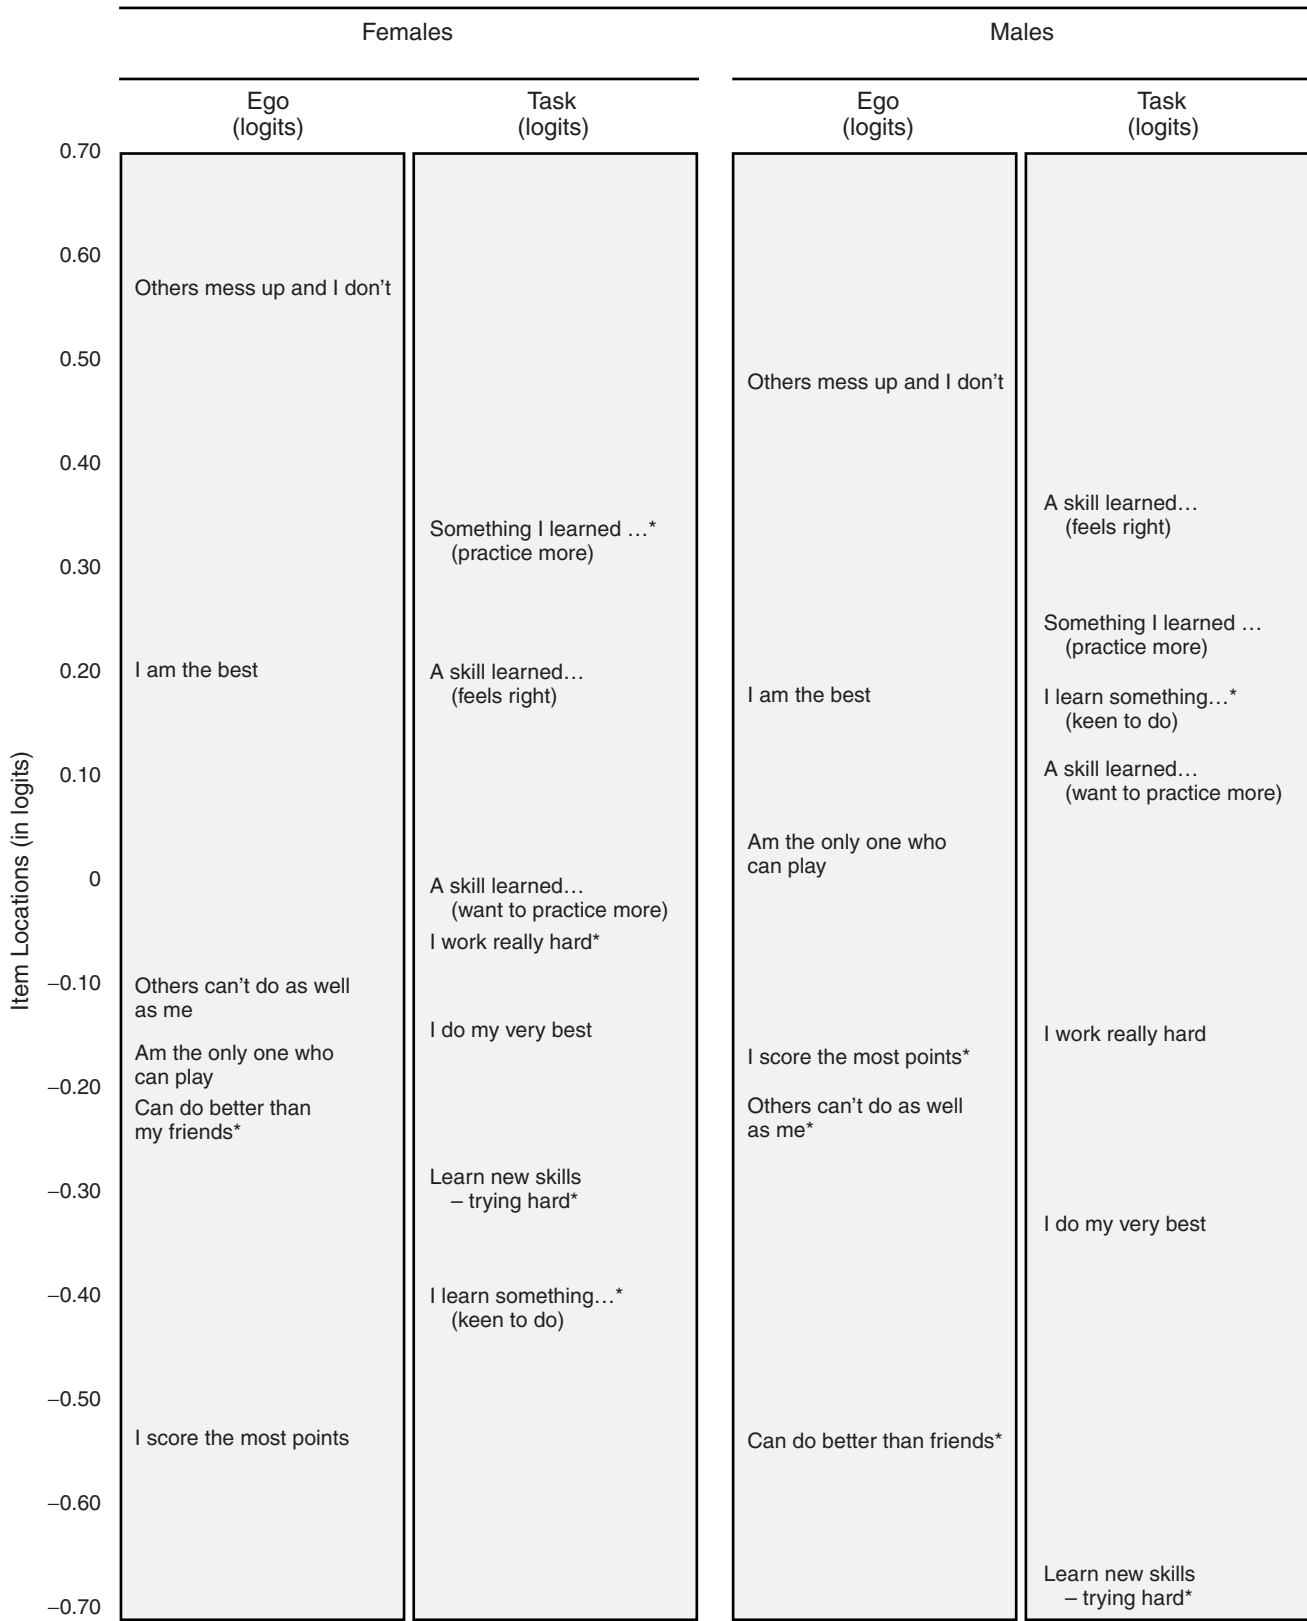 Females
Males
Ego
(logits)
Task
(logits)
Ego
(logits)
Task
(logits)
Item Locations (in logits)
0.70
0.60
0.50
0.40
0.30
0.20
0.10
0
−0.10
−0.20
−0.30
−0.40
−0.50
−0.60
−0.70
Others mess up and I don’t
I am the best
Others can’t do as well
as me
Am the only one who
can play
Can do better than
my friends*
I score the most points
Something I learned …*
(practice more)
A skill learned…
(feels right)
A skill learned…
(want to practice more)
I work really hard*
I do my very best
Learn new skills
– trying hard*
I learn something…*
(keen to do)
Others mess up and I don’t
I am the best
Am the only one who
can play
I score the most points*
Others can’t do as well
as me*
Can do better than friends*
A skill learned…
(feels right)
Something I learned …
(practice more)
I learn something…*
(keen to do)
A skill learned…
(want to practice more)
I work really hard
I do my very best
Learn new skills
– trying hard*